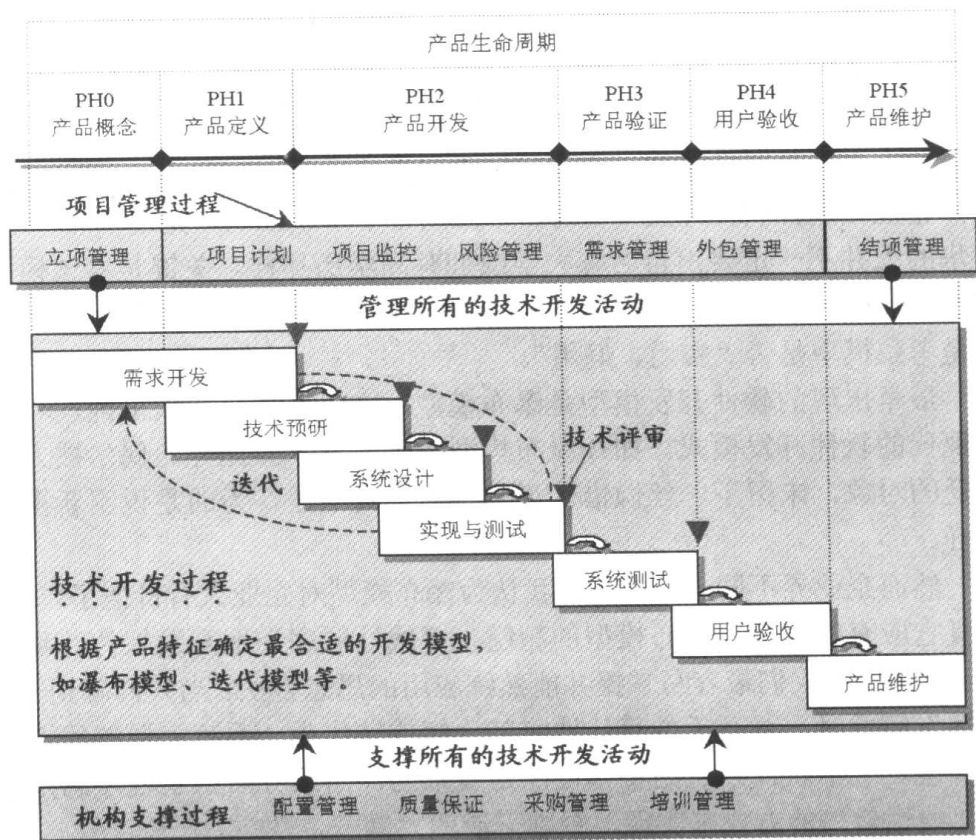 产品生命周期
PH0 PH1 PH2 PH3 PH4 PH5
产品概念 产品定义 产品开发 产品验证 用户验收 产品维护
项目管理过程
立项管理 项目计划 项目监控 风险管理 需求管理 外包管理 结项管理
管理所有的技术开发活动
需求开发
技术预研
技术评审
迭代 系统设计
实现与测试
系统测试
技术开发过程
用户验收
根据产品特征确定最合适的开发模型，
如瀑布模型、迭代模型等.
产品维护
支撑所有的技术开发活动
机构支撑过程 配置管理 质量保证 采购管理 培训管理